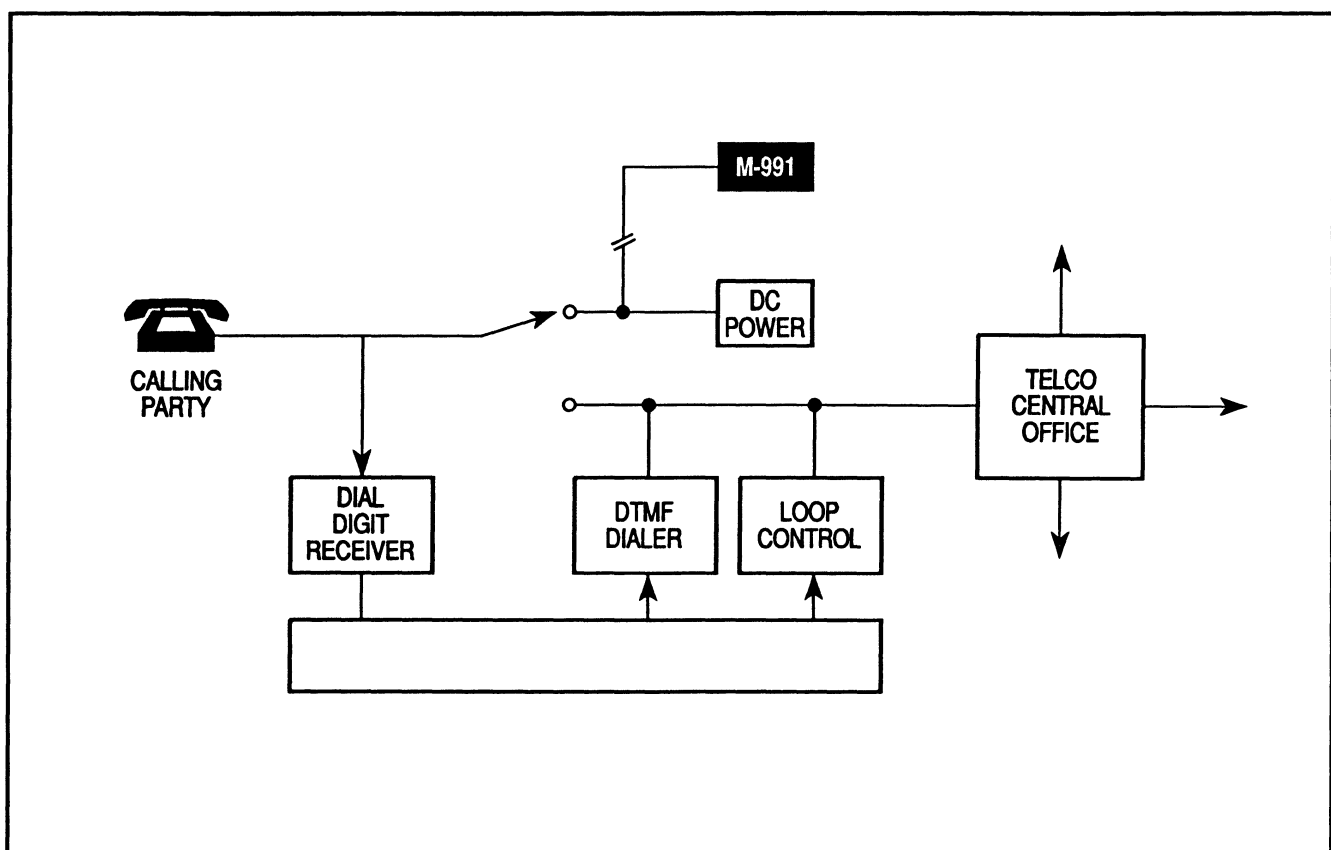 M-991
DC
POWER
CALLING
PARTY
TELCO
CENTRAL
OFFICE
DIAL
DIGIT
RECEIVER
DTMF
DIALER
LOOP
CONTROL